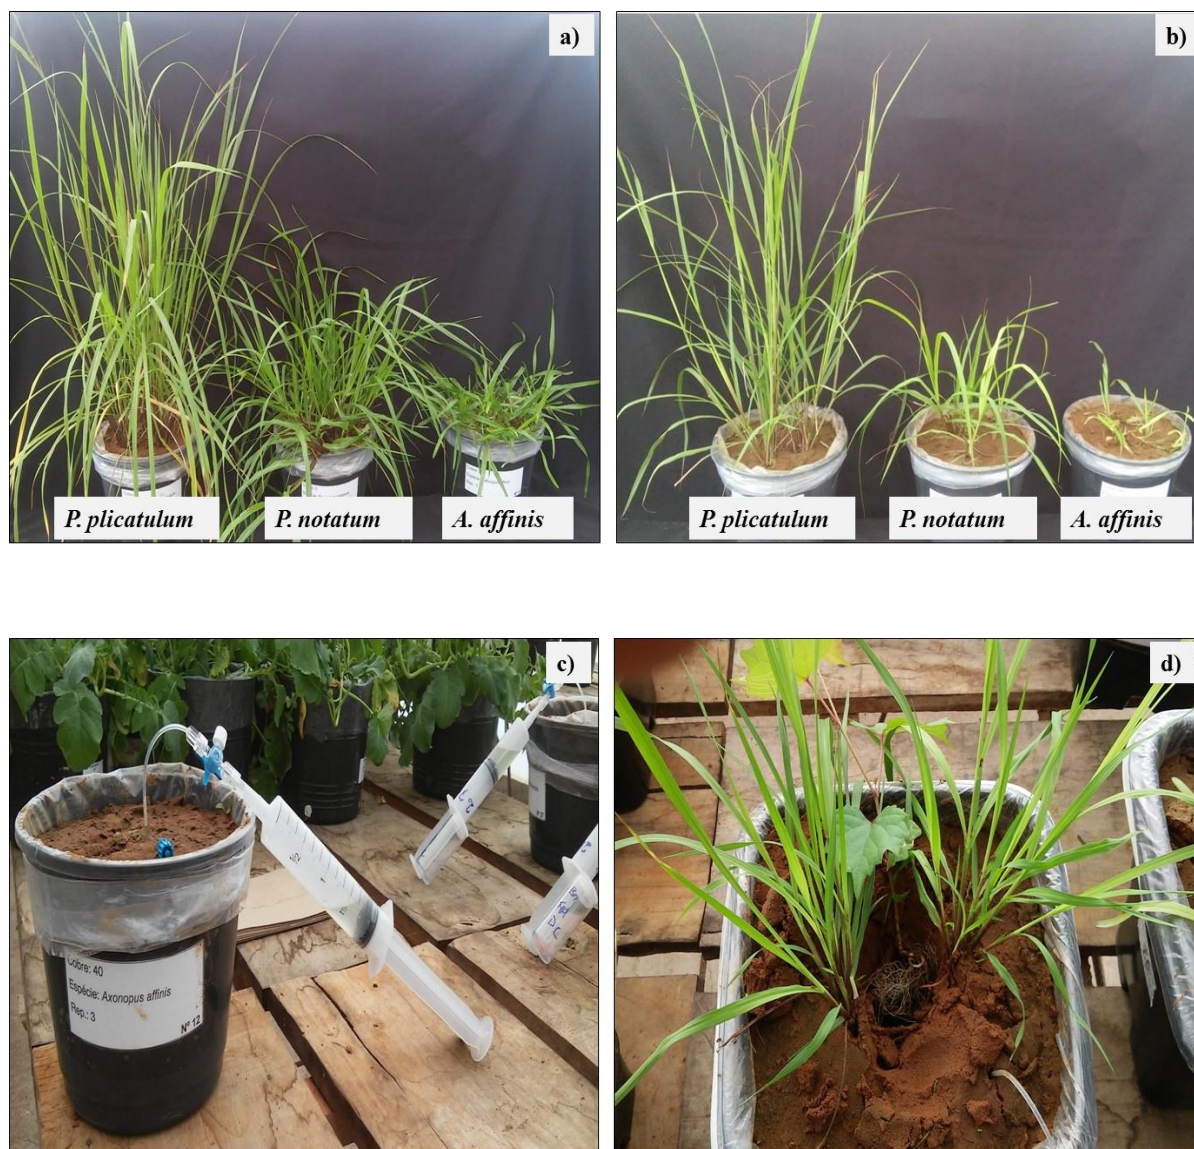 a)
P. plicatulum
P. notatum
A. affinis
b)
P. plicatulum
P. notatum
A. affinis
c)
Cobre: 40
Espécie: Axonopus affinis
Rep.: 3
Nº 12
d)